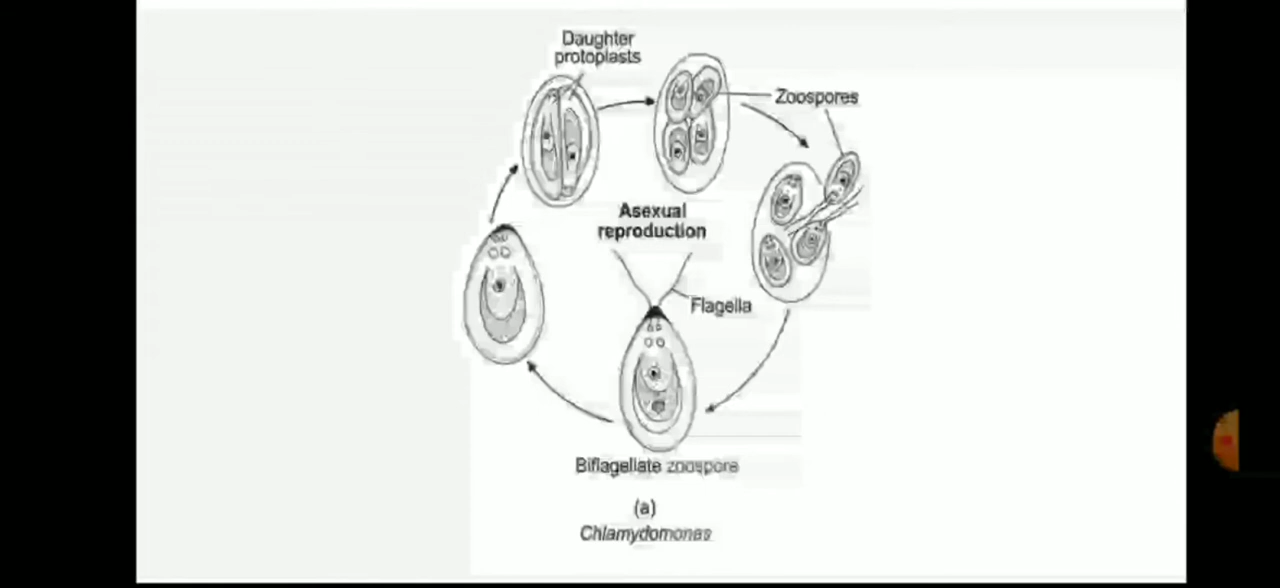 Daughter
protoplasts
Zoospores
Asexual
reproduction
Flagella
Biflagellate zoospore
(a)
Chlamydomonas